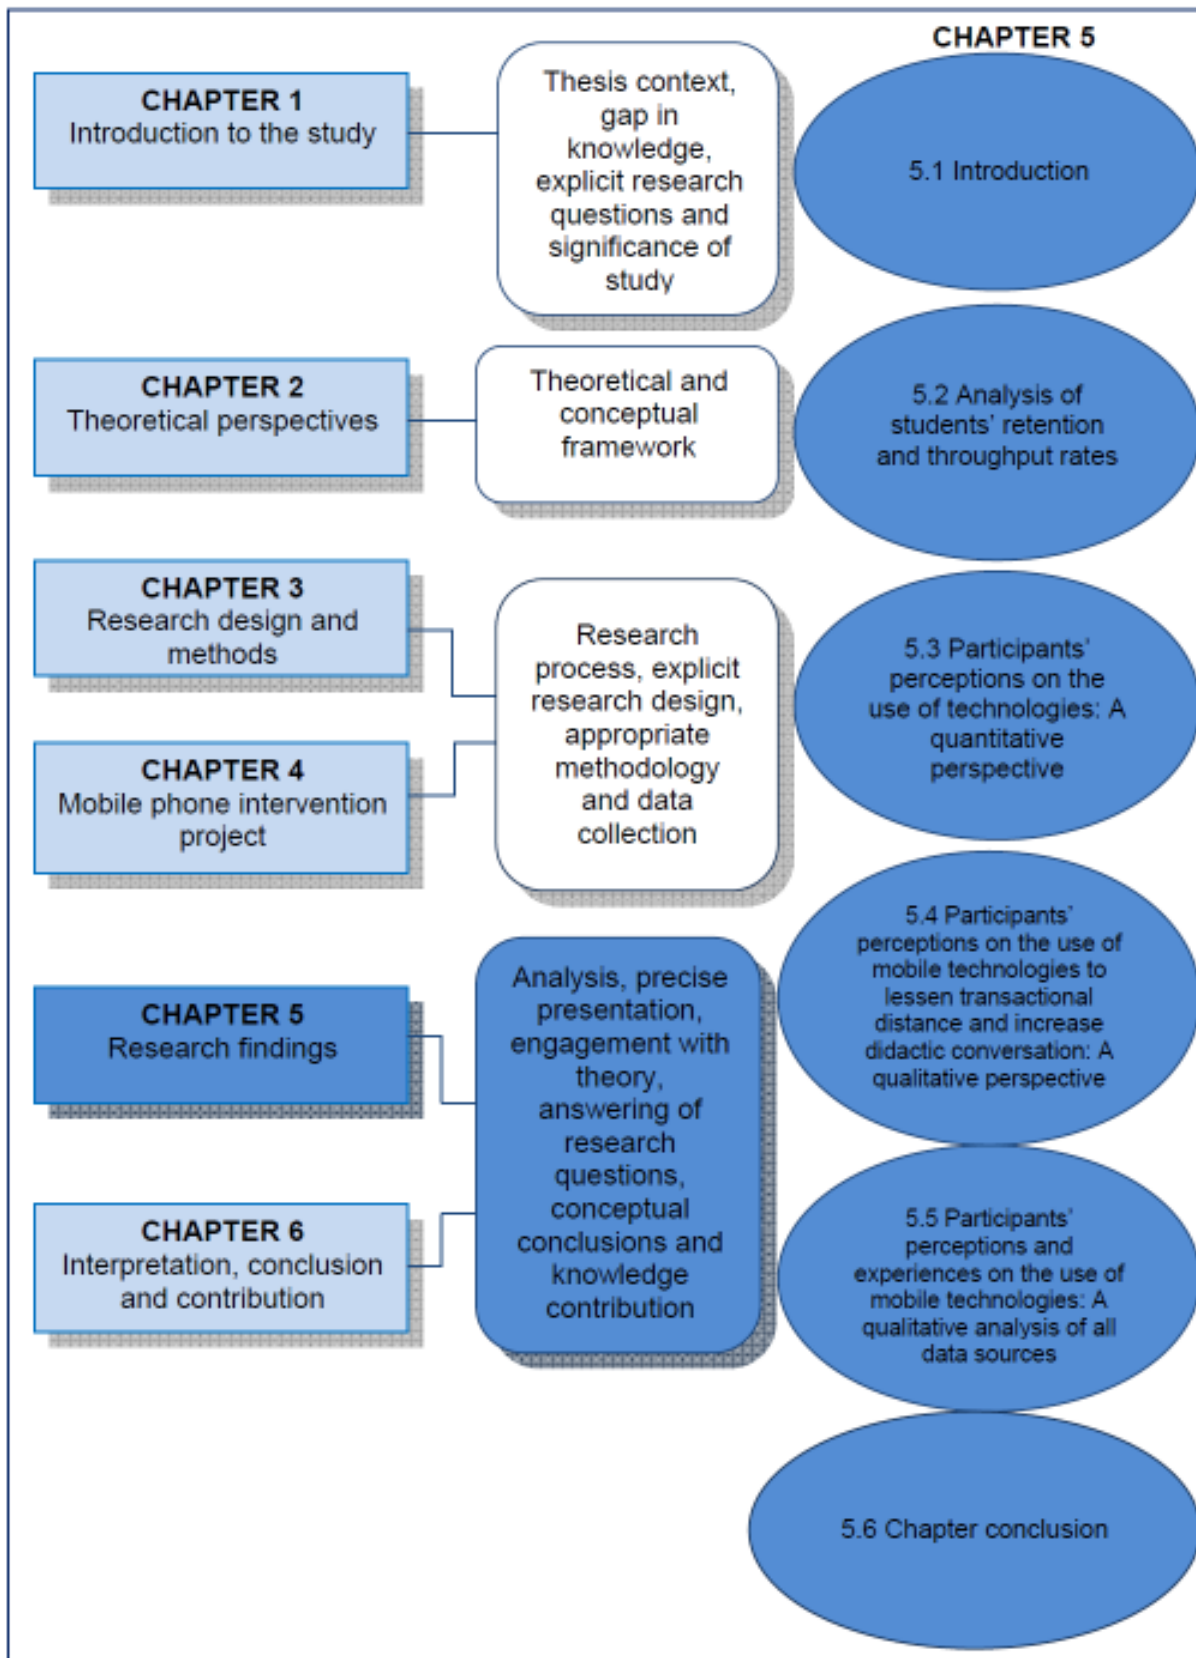 CHAPTER 1
Introduction to the study
Thesis context,
gap in
knowledge,
explicit research
questions and
significance of
study
CHAPTER 2
Theoretical perspectives
Theoretical and
conceptual
framework
CHAPTER 3
Research design and
methods
CHAPTER 4
Mobile phone intervention
project
Research
process, explicit
research design,
appropriate
methodology
and data
collection
CHAPTER 5
Research findings
CHAPTER 6
Interpretation, conclusion
and contribution
Analysis, precise
presentation,
engagement with
theory,
answering of
research
questions,
conceptual
conclusions and
knowledge
contribution
CHAPTER 5
5.1 Introduction
5.2 Analysis of
students' retention
and throughput rates
5.3 Participants'
perceptions on the
use of technologies: A
quantitative
perspective
5.4 Participants'
perceptions on the use of
mobile technologies to
lessen transactional
distance and increase
didactic conversation: A
qualitative perspective
5.5 Participants'
perceptions and
experiences on the use of
mobile technologies: A
qualitative analysis of all
data sources
5.6 Chapter conclusion